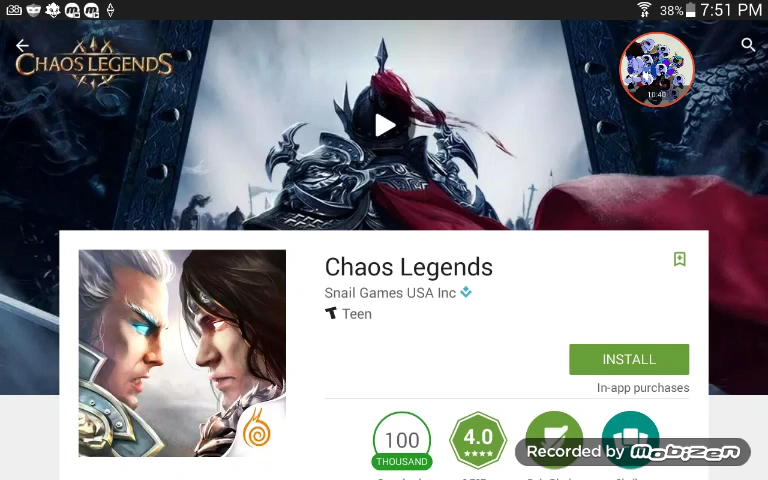 38% 7:51 PM
CHAOS LEGENDS
10:40
Chaos Legends
Snail Games USA Inc
T Teen
INSTALL
In-app purchases
100
THOUSAND
4.0
Recorded by mobizen